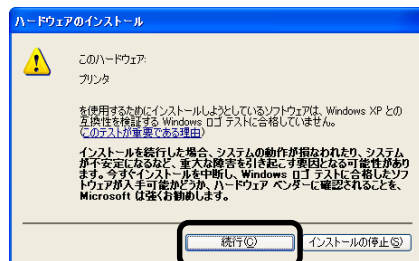 ハードウェアのインストール
このハードウェア:
プリンタ
を使用するためにインストールしようとしているソフトウェアは、Windows XP との
互換性を検証する Windows ロゴ テストに合格していません。
(このテストが重要である理由)
インストールを続行した場合、システムの動作が損なわれたり、システム
が不安定になるなど、重大な障害を引き起こす要因となる可能性があり
ます。今すぐインストールを中断し、Windows ロゴ テストに合格したソフ
トウェアが入手可能かどうか、ハードウェア ベンダーに確認されることを、
Microsoft は強くお勧めします。
続行(C)
インストールの停止(S)